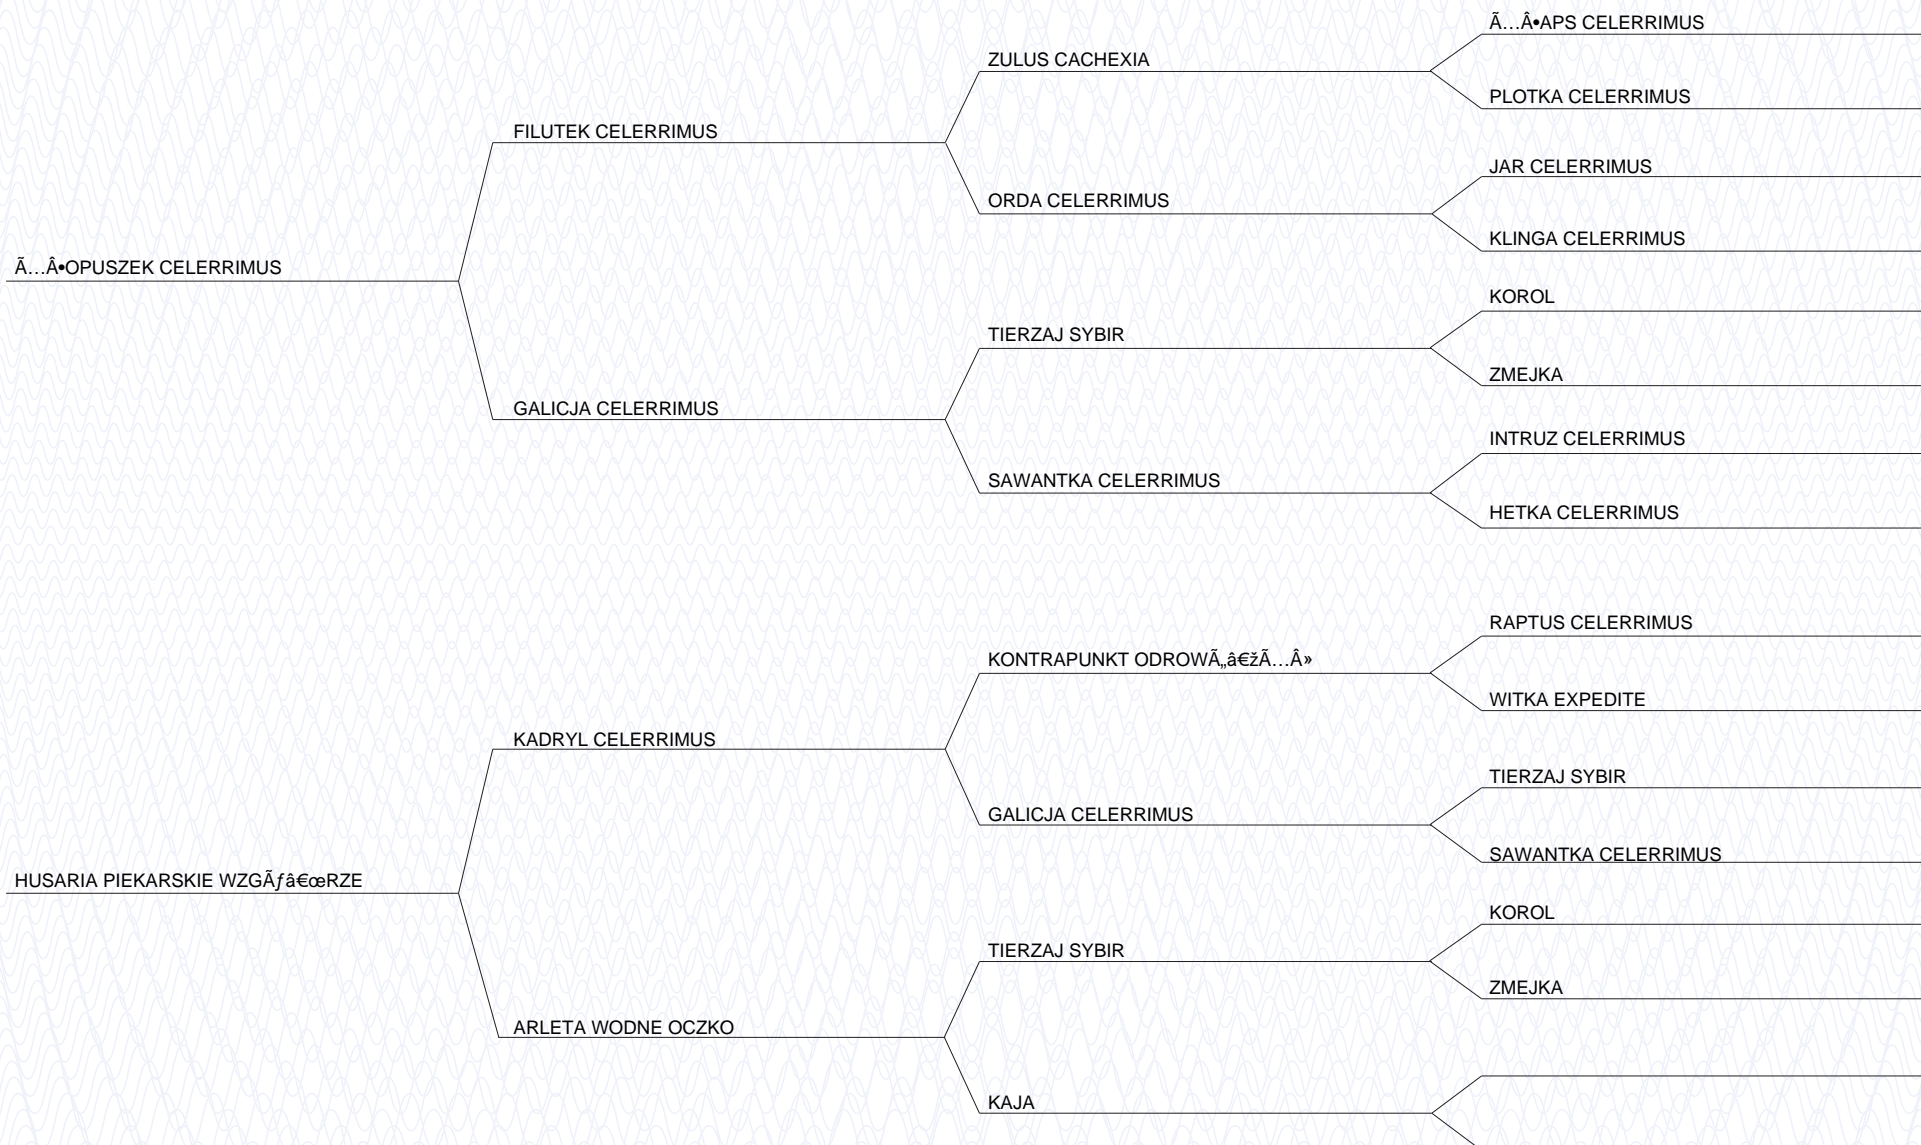 Ã…Â•APS CELERRIMUS
ZULUS CACHEXIA
PLOTKA CELERRIMUS
FILUTEK CELERRIMUS
JAR CELERRIMUS
ORDA CELERRIMUS
KLINGA CELERRIMUS
Ã…Â•OPUSZEK CELERRIMUS
KOROL
TIERZAJ SYBIR
ZMEJKA
GALICJA CELERRIMUS
INTRUZ CELERRIMUS
SAWANTKA CELERRIMUS
HETKA CELERRIMUS
RAPTUS CELERRIMUS
KONTRAPUNKT ODROWÃ„â€žÃ…Â»
WITKA EXPEDITE
KADRYL CELERRIMUS
TIERZAJ SYBIR
GALICJA CELERRIMUS
SAWANTKA CELERRIMUS
HUSARIA PIEKARSKIE WZGÃƒâ€œRZE
KOROL
TIERZAJ SYBIR
ZMEJKA
ARLETA WODNE OCZKO
KAJA